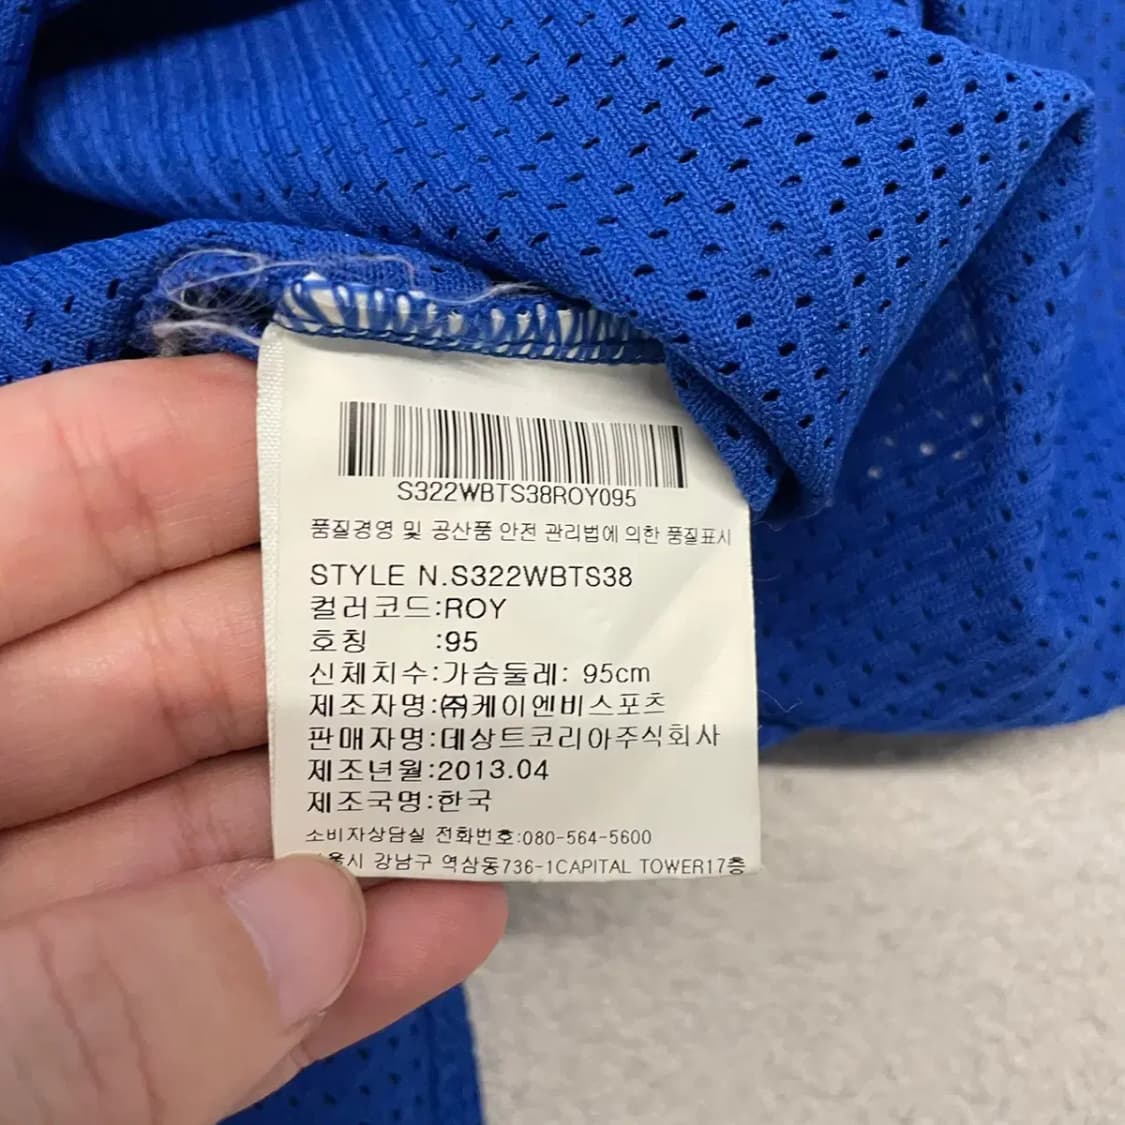 S322WBTS38ROY095
품질경영 및 공산품 안전 관리법에 의한 품질표시
STYLE N.S322WBTS38
컬러코드:ROY
호칭 :95
신체치수:가슴둘레: 95cm
제조자명:㈜케이엔비스포츠
판매자명:데상트코리아주식회사
제조년월:2013.04
제조국명:한국
소비자상담실 전화번호:080-564-5600
강남구 역삼동736-1CAPITAL TOWER17층